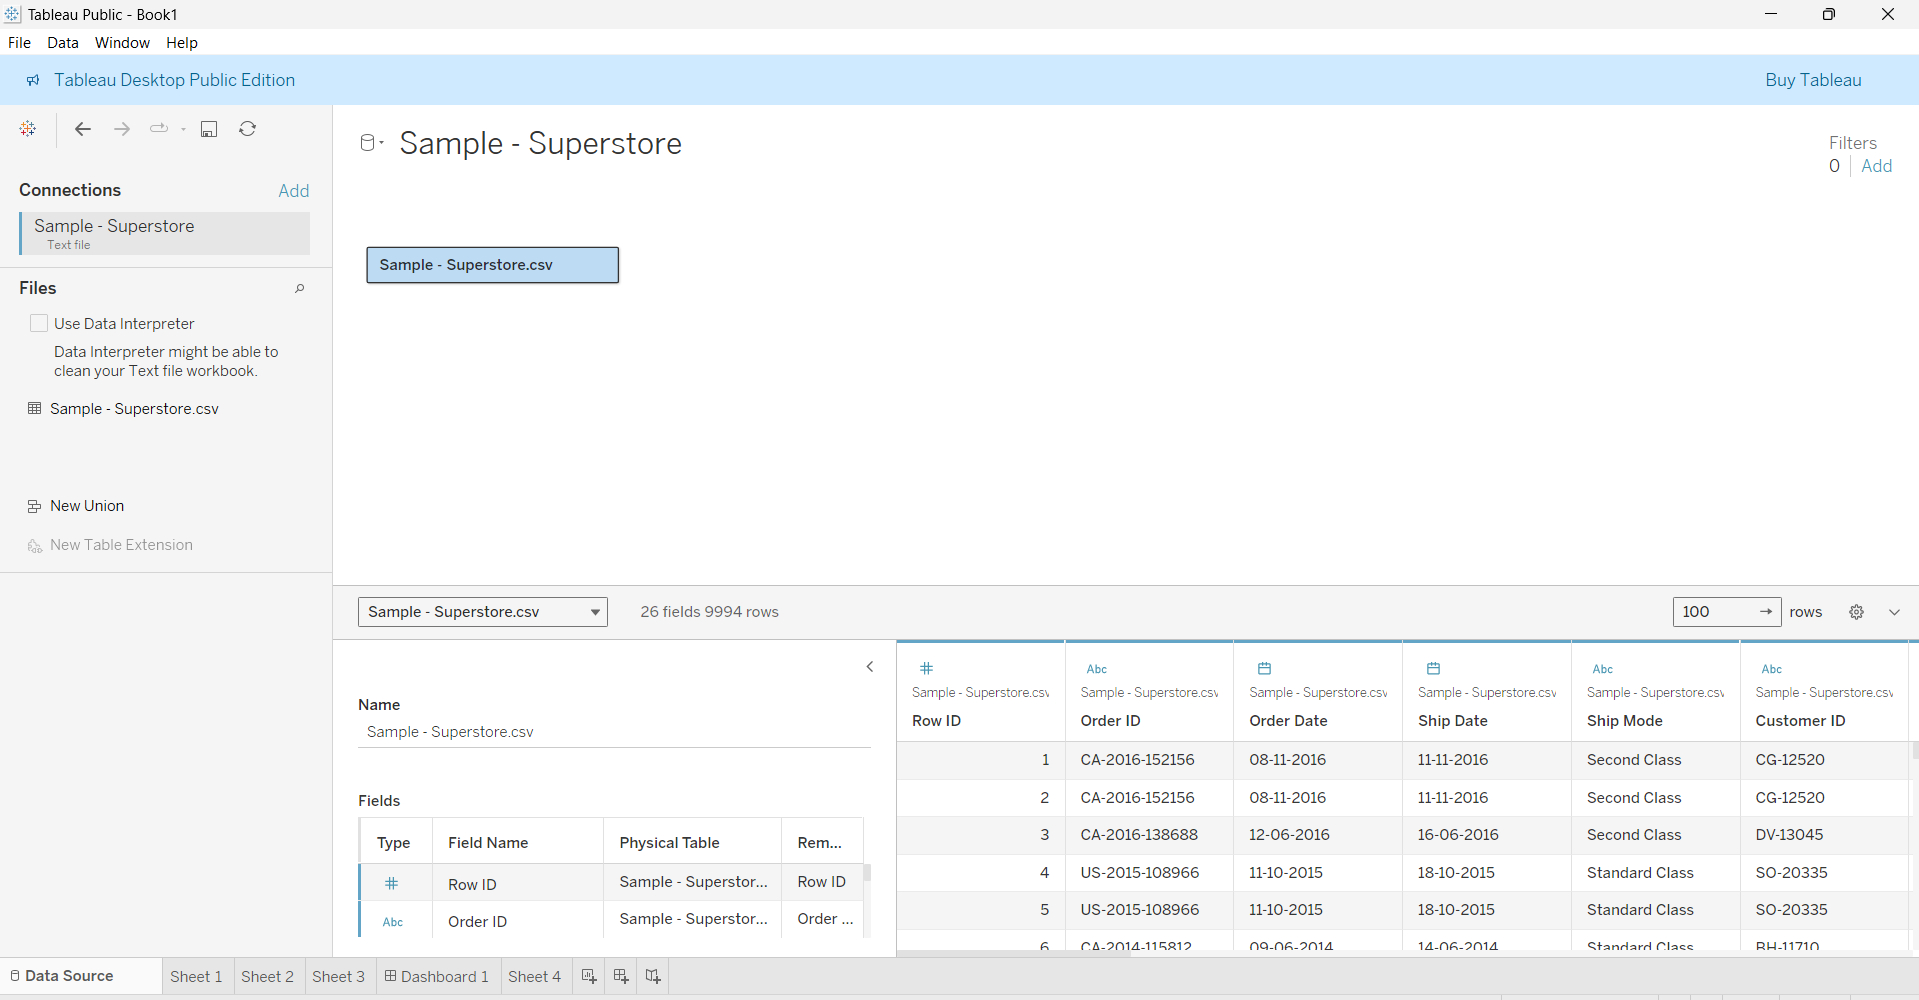 Tableau Public - Book1
File Data Window Help
Tableau Desktop Public Edition
Buy Tableau
Connections Add
Sample - Superstore
Text file
Files
Use Data Interpreter
Data Interpreter might be able to
clean your Text file workbook.
Sample - Superstore.csv
New Union
New Table Extension
Sample - Superstore
Filters
0 Add
Sample - Superstore.csv
Sample - Superstore.csv 26 fields 9994 rows 100 rows
Name
Sample - Superstore.csv
Fields
Type Field Name Physical Table Rem...
Row ID Sample - Superstor... Row ID
Abc Order ID Sample - Superstor... Order ...
Abc Abc Abc
Sample - Superstore.csv Sample - Superstore.csv Sample - Superstore.csv Sample - Superstore.csv Sample - Superstore.csv Sample - Superstore.csv
Row ID Order ID Order Date Ship Date Ship Mode Customer ID
1 CA-2016-152156 08-11-2016 11-11-2016 Second Class CG-12520
2 CA-2016-152156 08-11-2016 11-11-2016 Second Class CG-12520
3 CA-2016-138688 12-06-2016 16-06-2016 Second Class DV-13045
4 US-2015-108966 11-10-2015 18-10-2015 Standard Class SO-20335
5 US-2015-108966 11-10-2015 18-10-2015 Standard Class SO-20335
6 CA-2014-115812 09-06-2014 14-06-2014 Standard Class BH-11710
Data Source Sheet 1 Sheet 2 Sheet 3 Dashboard 1 Sheet 4